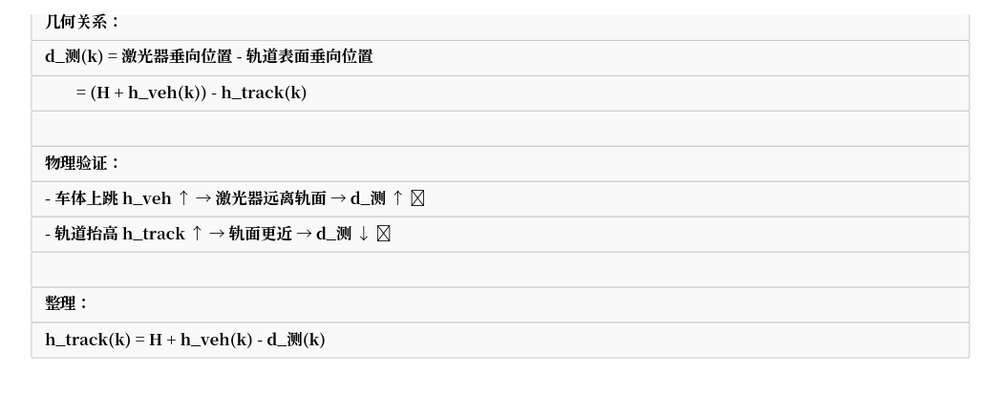 几何关系：
d_测(k) = 激光器垂向位置 - 轨道表面垂向位置
= (H + h_veh(k)) - h_track(k)
物理验证：
- 车体上跳 h_veh ↑ → 激光器远离轨面 → d_测 ↑
- 轨道抬高 h_track ↑ → 轨面更近 → d_测 ↓
整理：
h_track(k) = H + h_veh(k) - d_测(k)